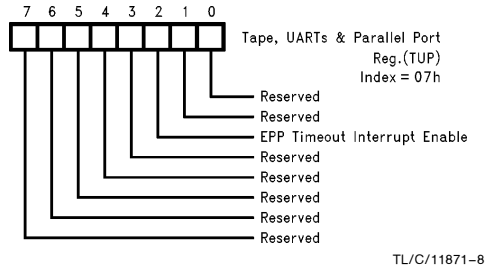 7 6 5 4 3 2 1 0
Tape, UARTs & Parallel Port
Reg.(TUP)
Index = 07h
Reserved
Reserved
EPP Timeout Interrupt Enable
Reserved
Reserved
Reserved
Reserved
Reserved
TL/C/11871–8